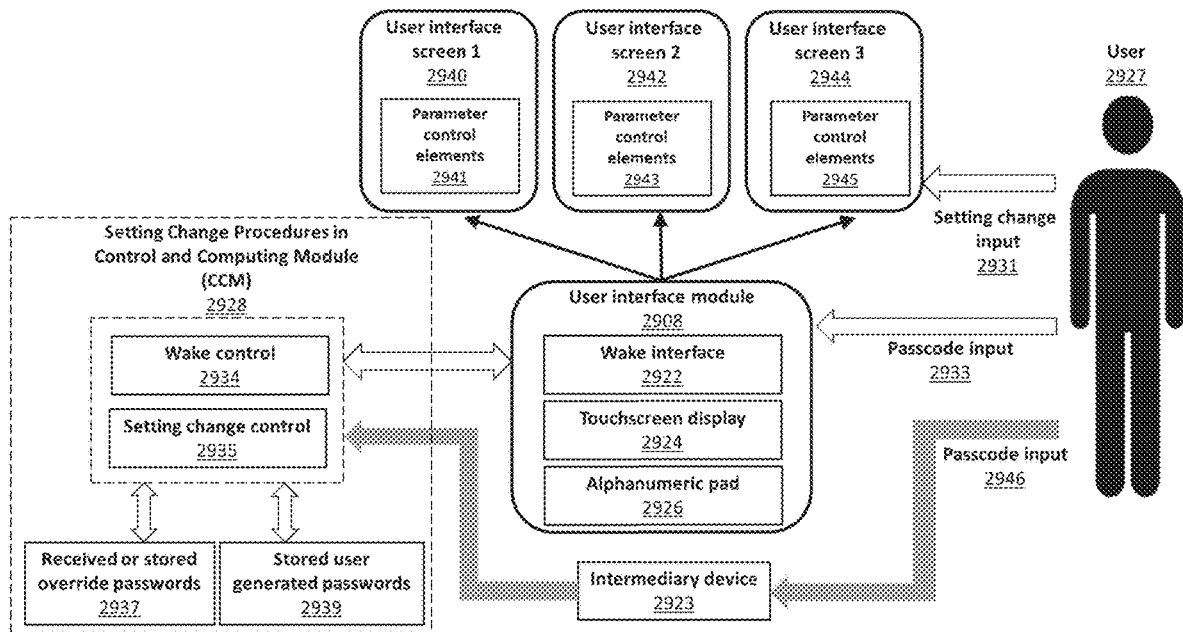 User interface
screen 1
2940
Parameter
control
elements
2941
User interface
screen 2
2942
Parameter
control
elements
2943
User interface
screen 3
2944
Parameter
control
elements
2945
User
2927
Setting change
input
2931
Setting Change Procedures in
Control and Computing Module
(CCM)
2928
Wake control
2934
Setting change control
2935
Received or stored
override passwords
2937
Stored user
generated passwords
2939
User interface module
2908
Wake interface
2922
Touchscreen display
2924
Alphanumeric pad
2926
Passcode input
2933
Passcode input
2946
Intermediary device
2923